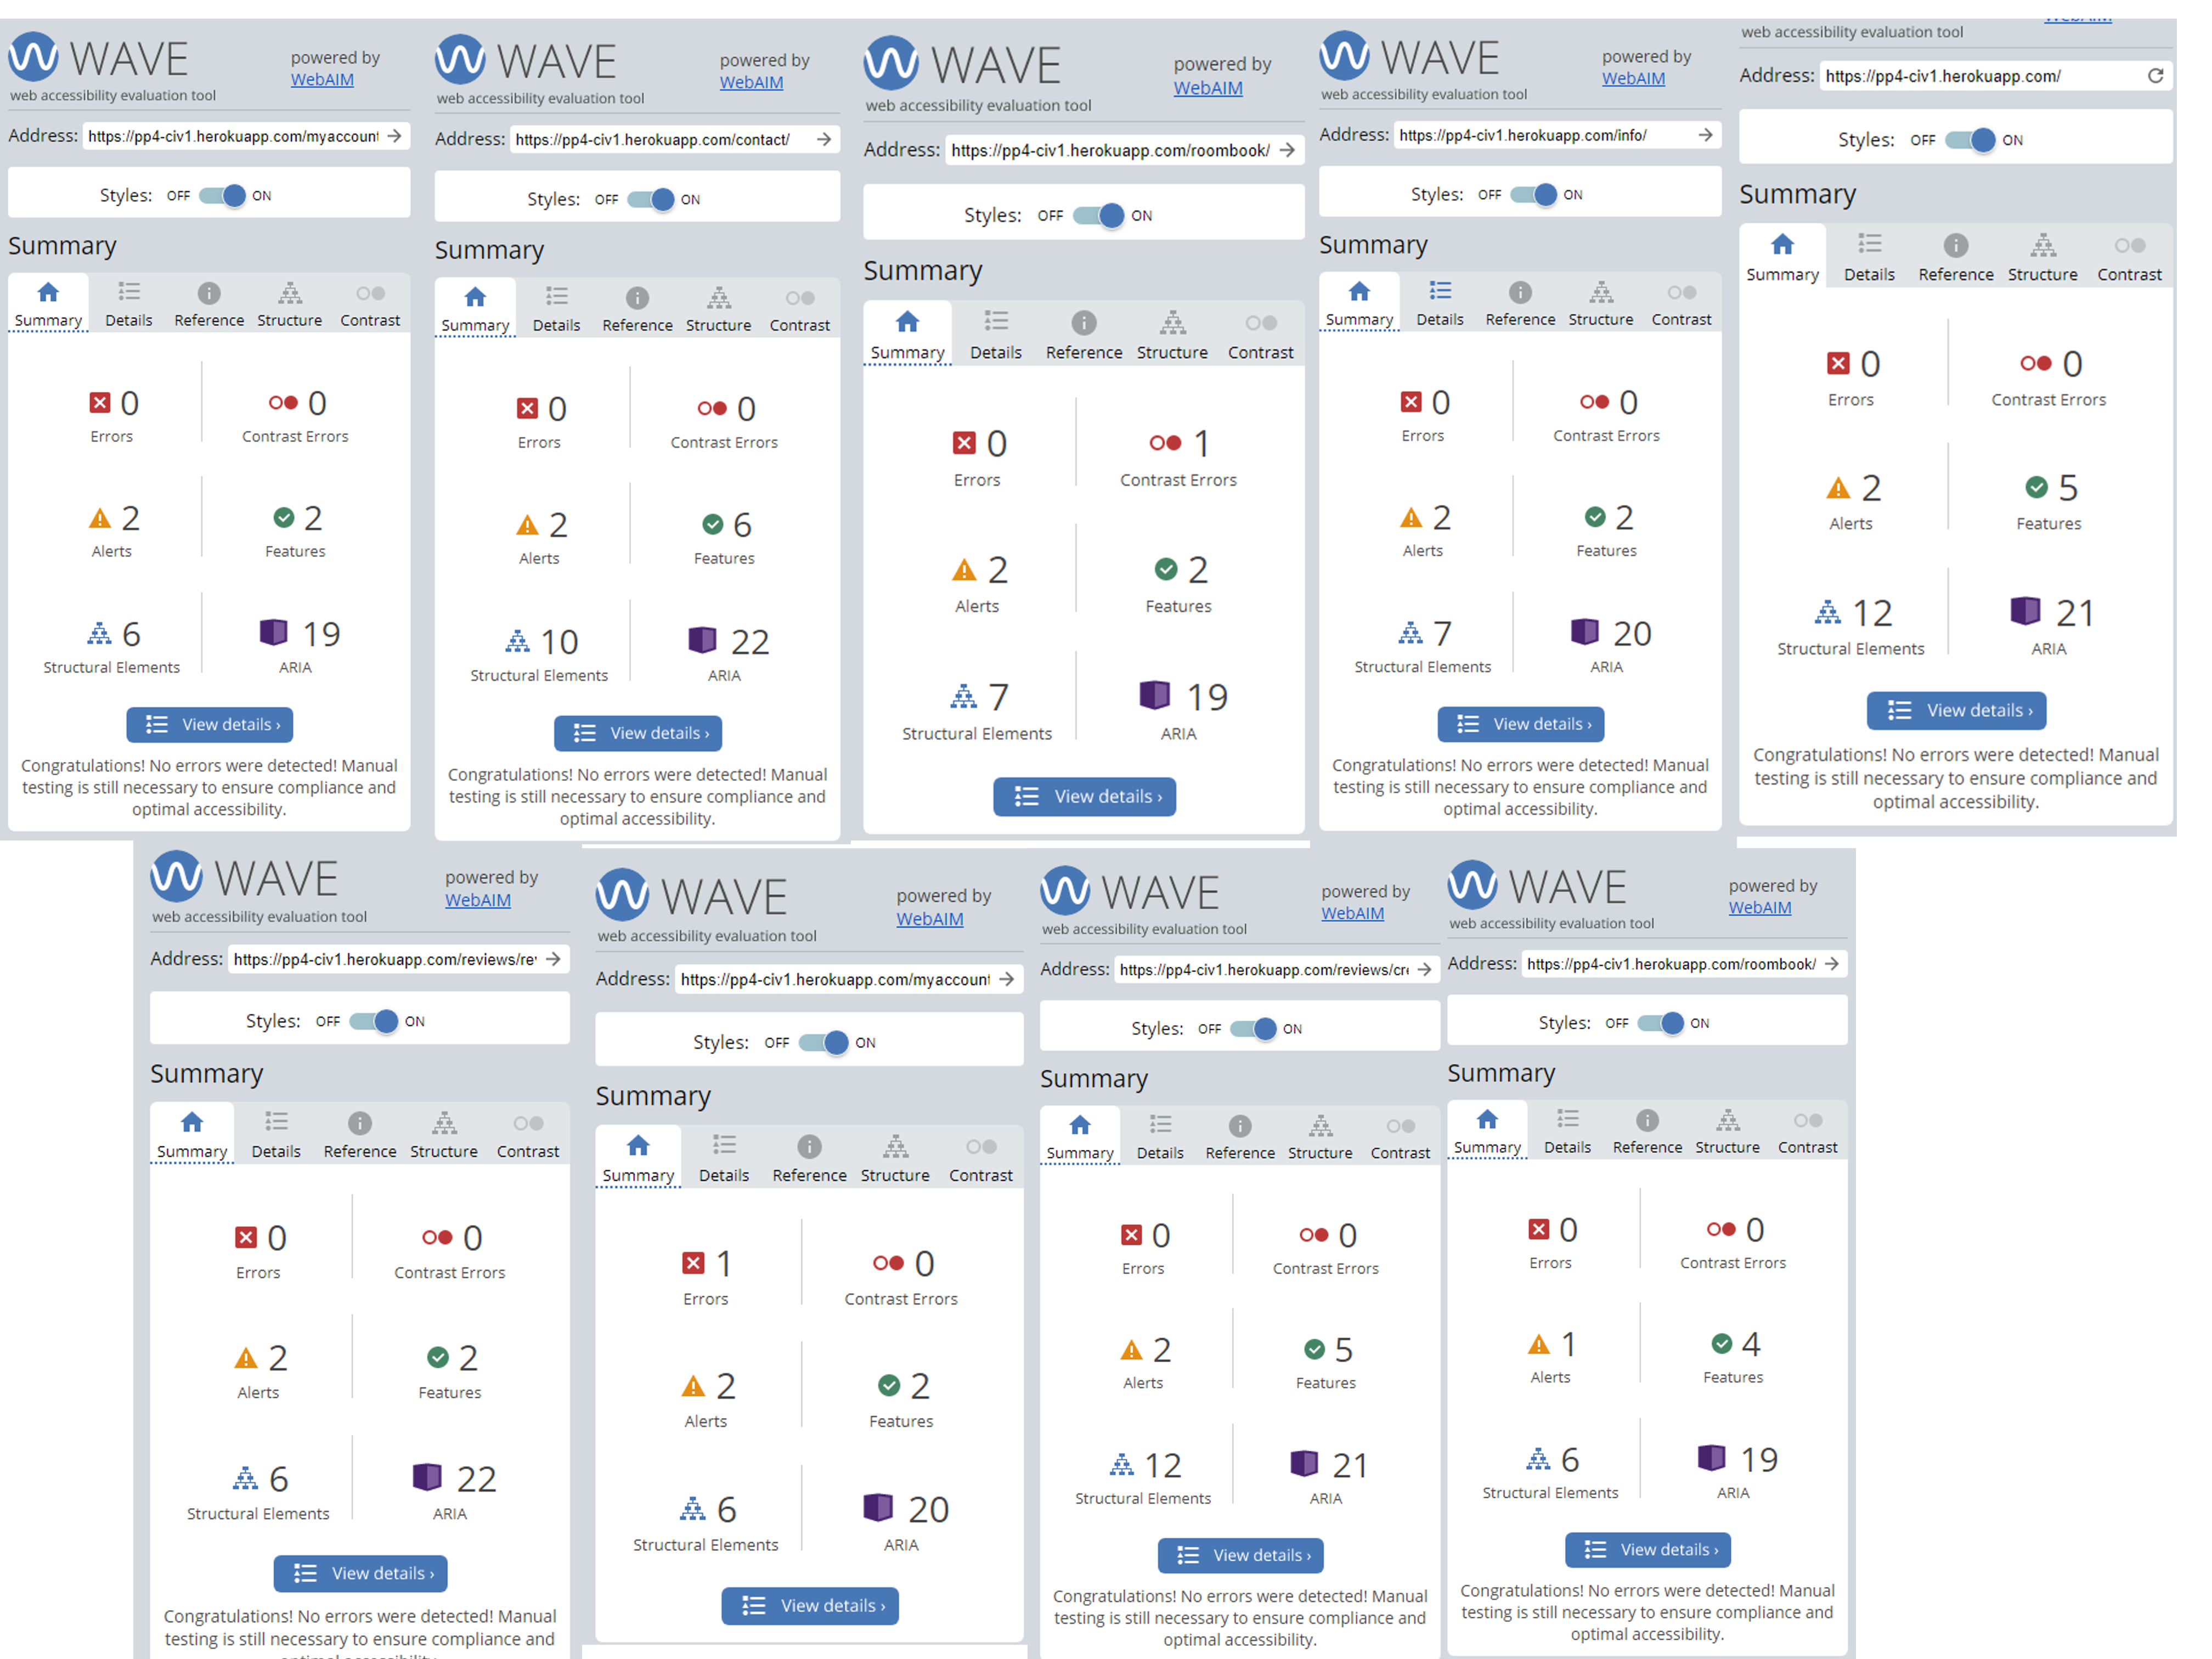 WAVE
powered by
WebAIM
web accessibility evaluation tool
Address: https://pp4-civ1.herokuapp.com/myaccount
Styles: OFF ON
Summary
Summary Details Reference Structure Contrast
0 0
Errors Contrast Errors
2 2
Alerts Features
6 19
Structural Elements ARIA
View details ›
Congratulations! No errors were detected! Manual
testing is still necessary to ensure compliance and
optimal accessibility.
WAVE
powered by
WebAIM
web accessibility evaluation tool
Address: https://pp4-civ1.herokuapp.com/contact/
Styles: OFF ON
Summary
Summary Details Reference Structure Contrast
0 0
Errors Contrast Errors
2 6
Alerts Features
10 22
Structural Elements ARIA
View details ›
Congratulations! No errors were detected! Manual
testing is still necessary to ensure compliance and
optimal accessibility.
WAVE
powered by
WebAIM
web accessibility evaluation tool
Address: https://pp4-civ1.herokuapp.com/roombook/
Styles: OFF ON
Summary
Summary Details Reference Structure Contrast
0 1
Errors Contrast Errors
2 2
Alerts Features
7 19
Structural Elements ARIA
View details ›
WAVE
powered by
WebAIM
web accessibility evaluation tool
Address: https://pp4-civ1.herokuapp.com/info/
Styles: OFF ON
Summary
Summary Details Reference Structure Contrast
0 0
Errors Contrast Errors
2 2
Alerts Features
7 20
Structural Elements ARIA
View details ›
Congratulations! No errors were detected! Manual
testing is still necessary to ensure compliance and
optimal accessibility.
web accessibility evaluation tool
Address: https://pp4-civ1.herokuapp.com/
Styles: OFF ON
Summary
Summary Details Reference Structure Contrast
0 0
Errors Contrast Errors
2 5
Alerts Features
12 21
Structural Elements ARIA
View details ›
Congratulations! No errors were detected! Manual
testing is still necessary to ensure compliance and
optimal accessibility.
WAVE
powered by
WebAIM
web accessibility evaluation tool
Address: https://pp4-civ1.herokuapp.com/reviews/re
Styles: OFF ON
Summary
Summary Details Reference Structure Contrast
0 0
Errors Contrast Errors
2 2
Alerts Features
6 22
Structural Elements ARIA
View details ›
Congratulations! No errors were detected! Manual
testing is still necessary to ensure compliance and
WAVE
powered by
WebAIM
web accessibility evaluation tool
Address: https://pp4-civ1.herokuapp.com/myaccount
Styles: OFF ON
Summary
Summary Details Reference Structure Contrast
1 0
Errors Contrast Errors
2 2
Alerts Features
6 20
Structural Elements ARIA
View details ›
WAVE
powered by
WebAIM
web accessibility evaluation tool
Address: https://pp4-civ1.herokuapp.com/reviews/cre
Styles: OFF ON
Summary
Summary Details Reference Structure Contrast
0 0
Errors Contrast Errors
2 5
Alerts Features
12 21
Structural Elements ARIA
View details ›
Congratulations! No errors were detected! Manual
testing is still necessary to ensure compliance and
optimal accessibility.
WAVE
powered by
WebAIM
web accessibility evaluation tool
Address: https://pp4-civ1.herokuapp.com/roombook/
Styles: OFF ON
Summary
Summary Details Reference Structure Contrast
0 0
Errors Contrast Errors
1 4
Alerts Features
6 19
Structural Elements ARIA
View details ›
Congratulations! No errors were detected! Manual
testing is still necessary to ensure compliance and
optimal accessibility.